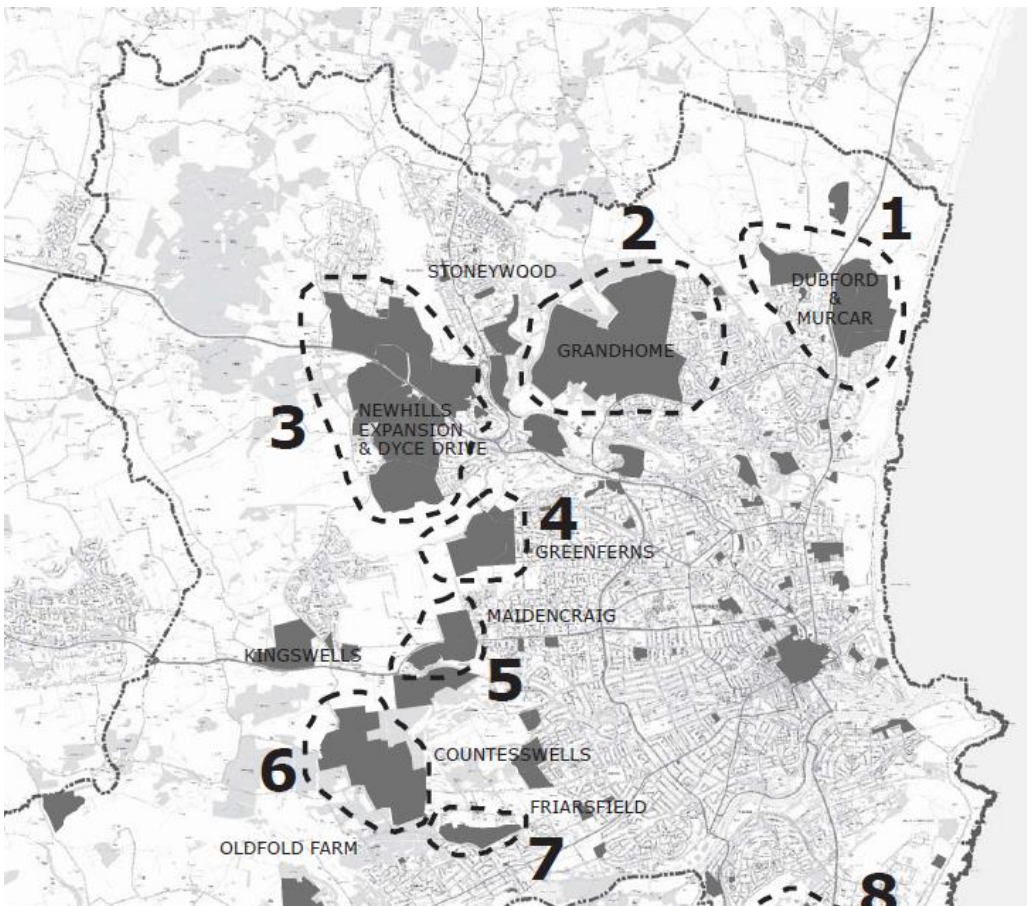 1
2
STONEYWOOD
DUBFORD
&
MURCAR
GRANDHOME
3
NEWHILLS
EXPANSION
& DYCE DRIVE
4
GREENFERNS
MAIDENCRAIG
KINGSWELLS
5
COUNTESSWELLS
6
FRIARSFIELD
OLDFOLD FARM
7
8